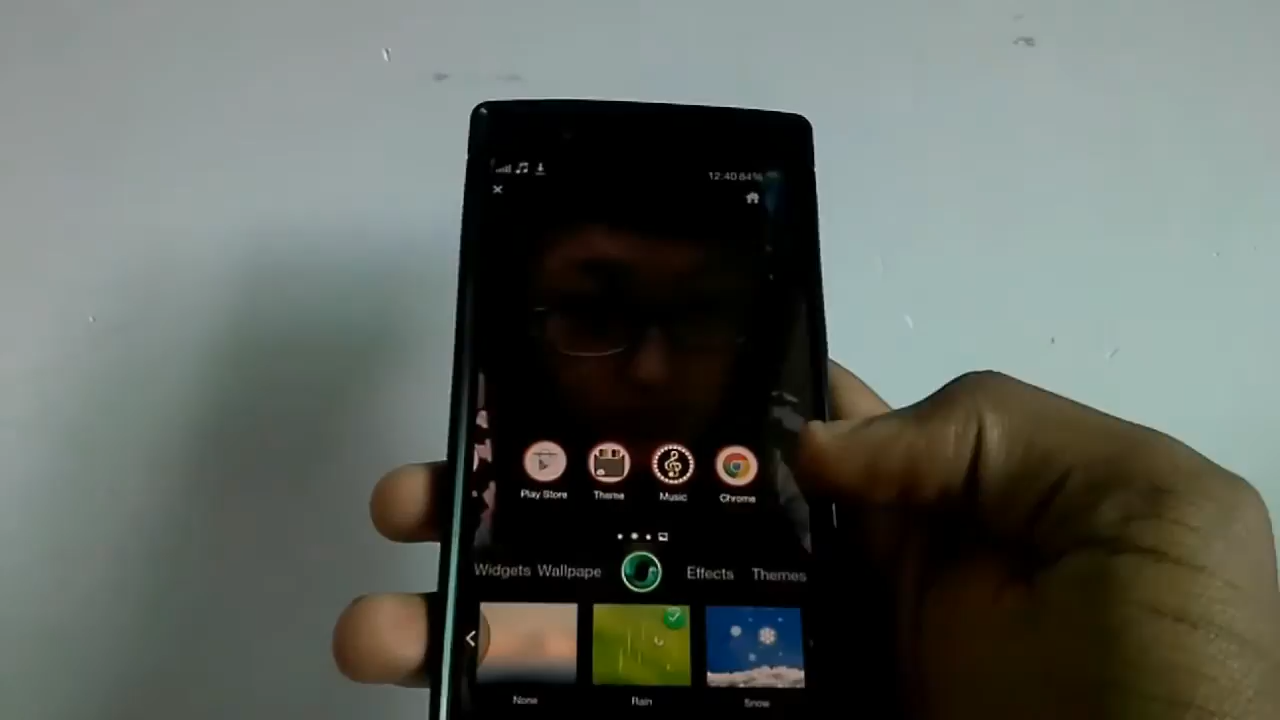 12:40 84%
Play Store Theme Music Chrome
Widgets Wallpape Effects Themes
None Rain Snow